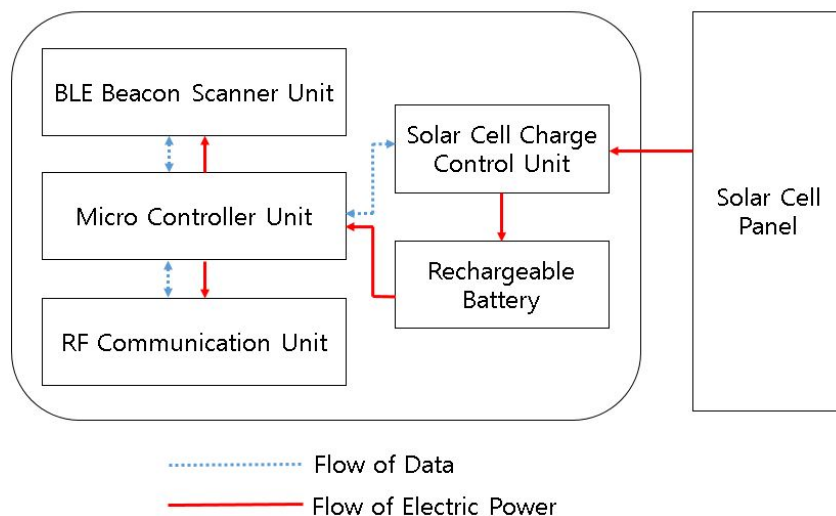 BLE Beacon Scanner Unit
Micro Controller Unit
RF Communication Unit
Solar Cell Charge
Control Unit
Rechargeable
Battery
Solar Cell
Panel
Flow of Data
Flow of Electric Power